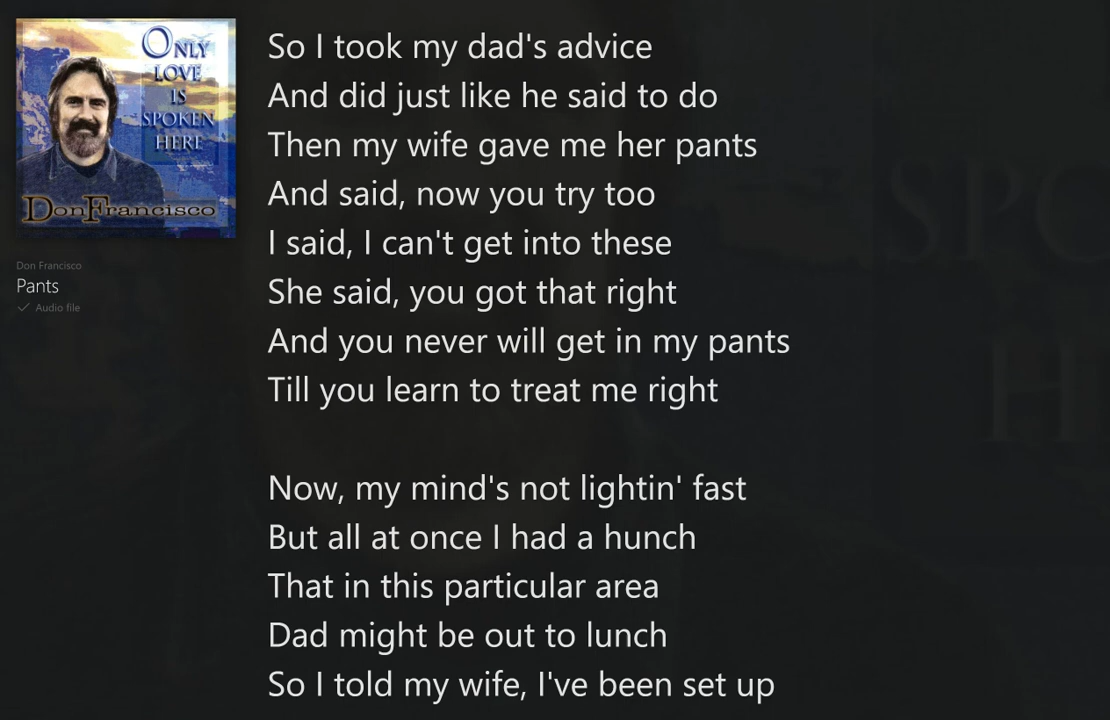 Only
Love
is
Spoken
Here
DonFrancisco
Don Francisco
Pants
Audio file
So I took my dad's advice
And did just like he said to do
Then my wife gave me her pants
And said, now you try too
I said, I can't get into these
She said, you got that right
And you never will get in my pants
Till you learn to treat me right
Now, my mind's not lightin' fast
But all at once I had a hunch
That in this particular area
Dad might be out to lunch
So I told my wife, I've been set up